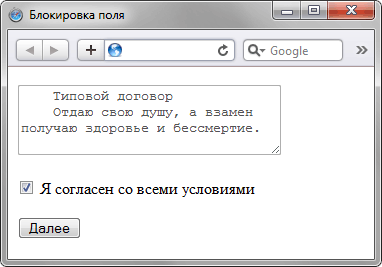 Блокировка поля
Google
Типовой договор
Отдаю свою душу, а взамен
получаю здоровье и бессмертие.
Я согласен со всеми условиями
Далее